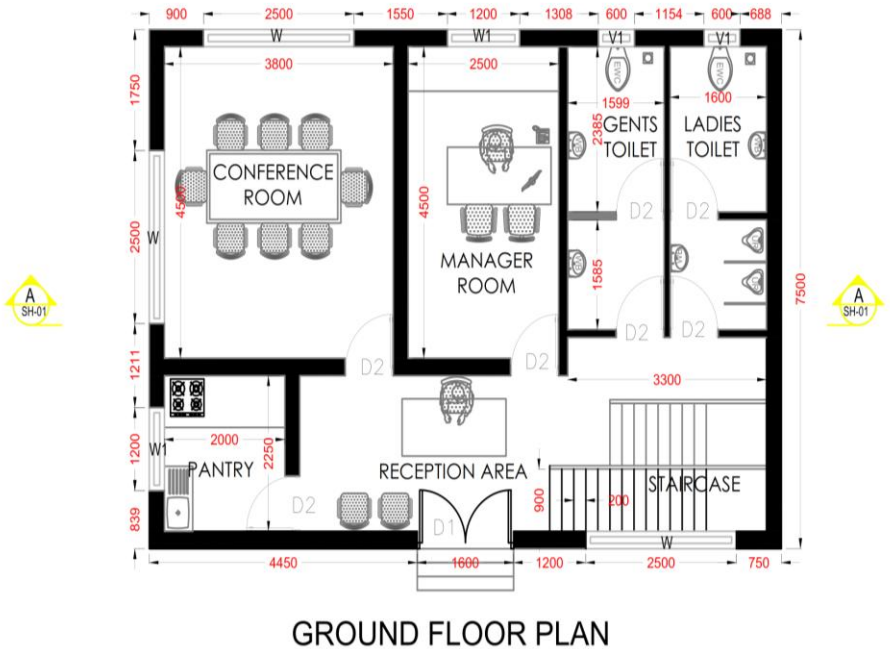 900 2500 1550 1200 1308 600 1154 600 688
W W1 V1 V1
3800 2500
EWC EWC
1599 1600
1750
2385
GENTS
TOILET
LADIES
TOILET
CONFERENCE
ROOM
4500
4500
D2 D2
2500
W
MANAGER
ROOM
1585
A
SH-01
A
SH-01
7500
D2 D2
1211
D2 D2
3300
1200
W1
2000
2250
PANTRY
RECEPTION AREA
STAIRCASE
900
200
D2
D1
839
W
4450 1600 1200 2500 750
GROUND FLOOR PLAN